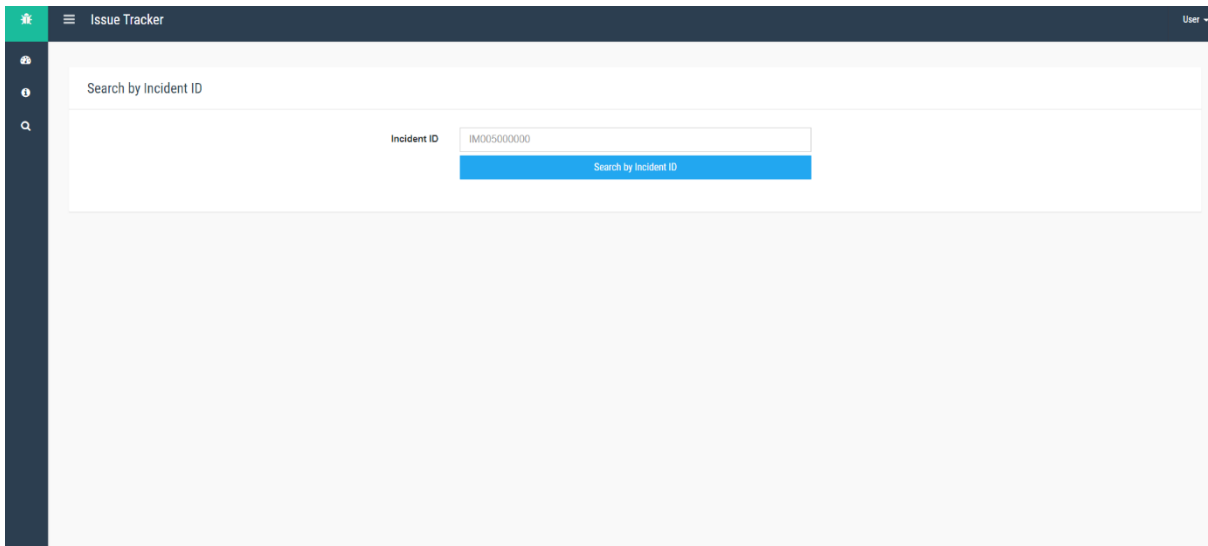 Issue Tracker
User
Search by Incident ID
Incident ID
IM005000000
Search by Incident ID